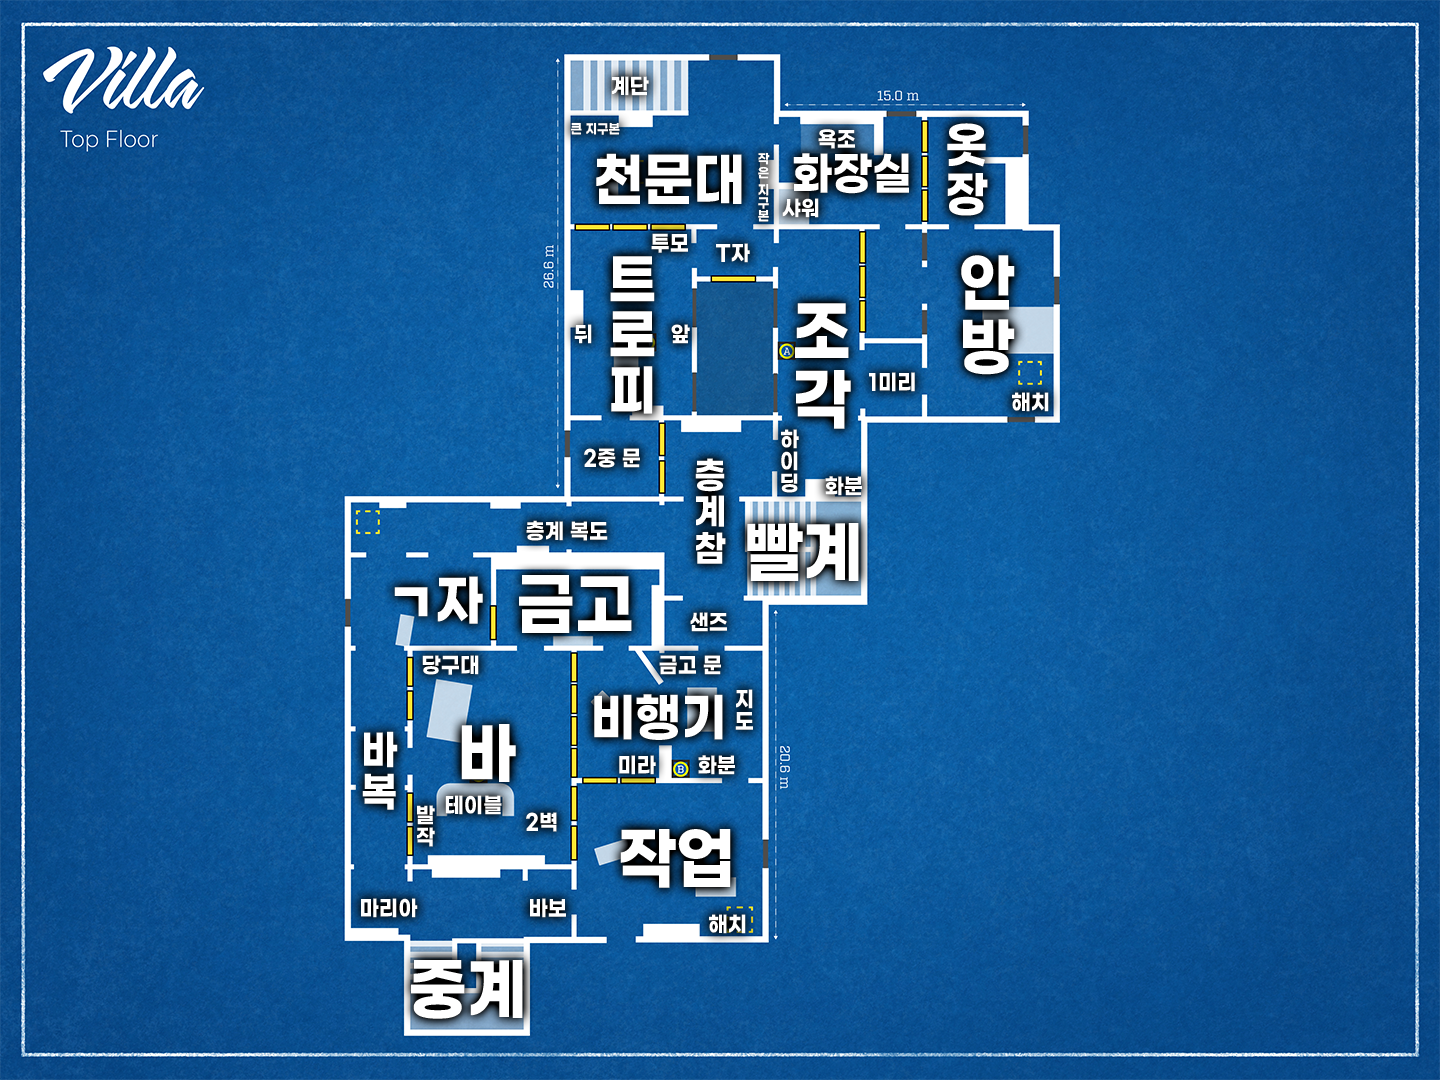 Villa
Top Floor
계단
큰 지구본
천문대
작은 지구본
15.0 m
욕조
화장실
샤워
옷장
26.6 m
투모
T자
트로피
뒤
앞
A
조각
1미리
안방
해치
2중 문
층계참
하이딩
화분
층계 복도
빨계
ㄱ자
금고
샌즈
당구대
금고 문
비행기
지도
바
바복
미라
B
화분
20.6 m
테이블
발작
2벽
작업
마리아
바보
해치
중계